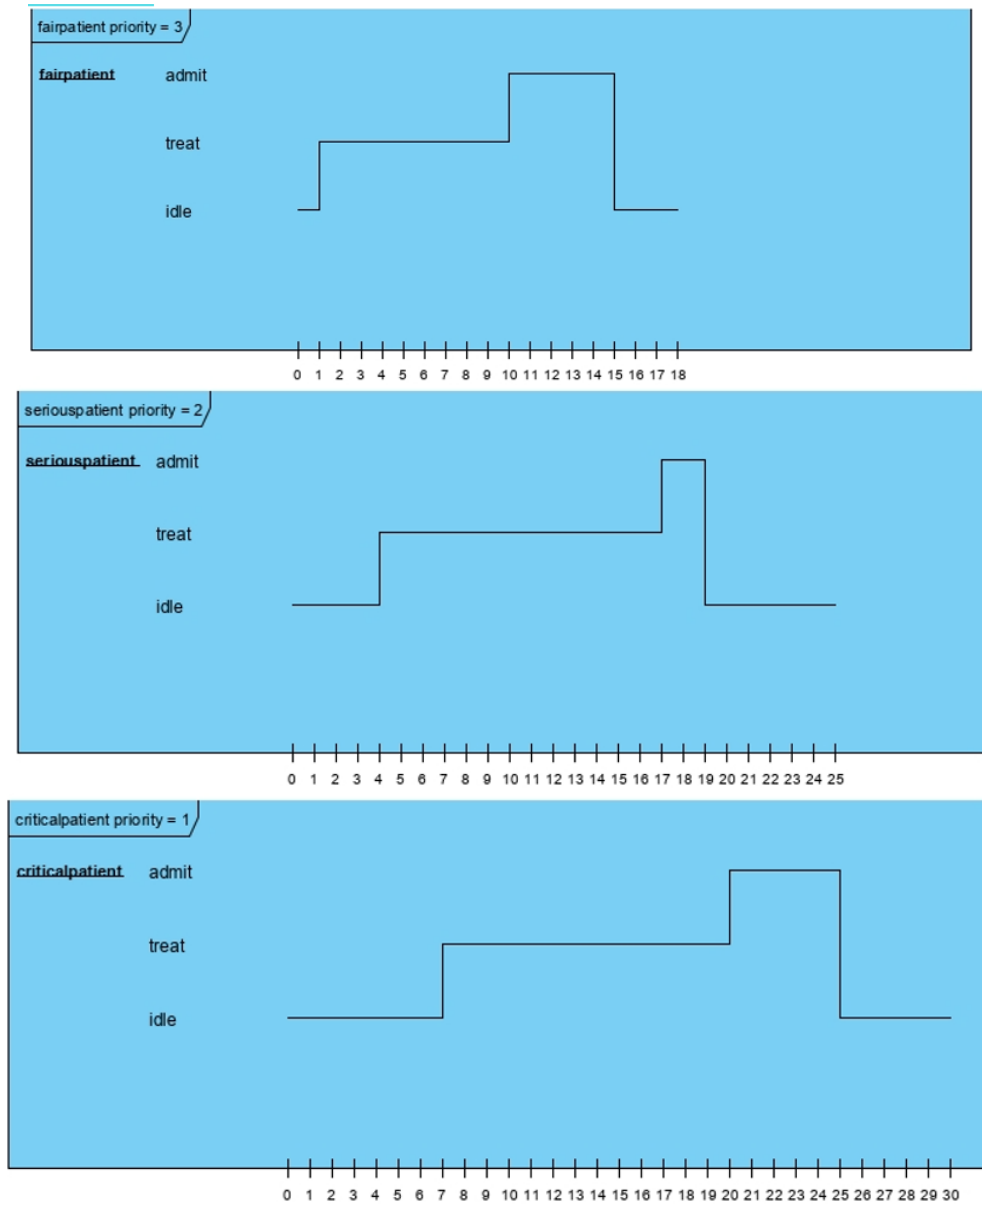 fairpatient priority = 3
fairpatient admit
treat
idle
0 1 2 3 4 5 6 7 8 9 10 11 12 13 14 15 16 17 18
seriouspatient priority = 2
seriouspatient admit
treat
idle
0 1 2 3 4 5 6 7 8 9 10 11 12 13 14 15 16 17 18 19 20 21 22 23 24 25
criticalpatient priority = 1
criticalpatient admit
treat
idle
0 1 2 3 4 5 6 7 8 9 10 11 12 13 14 15 16 17 18 19 20 21 22 23 24 25 26 27 28 29 30